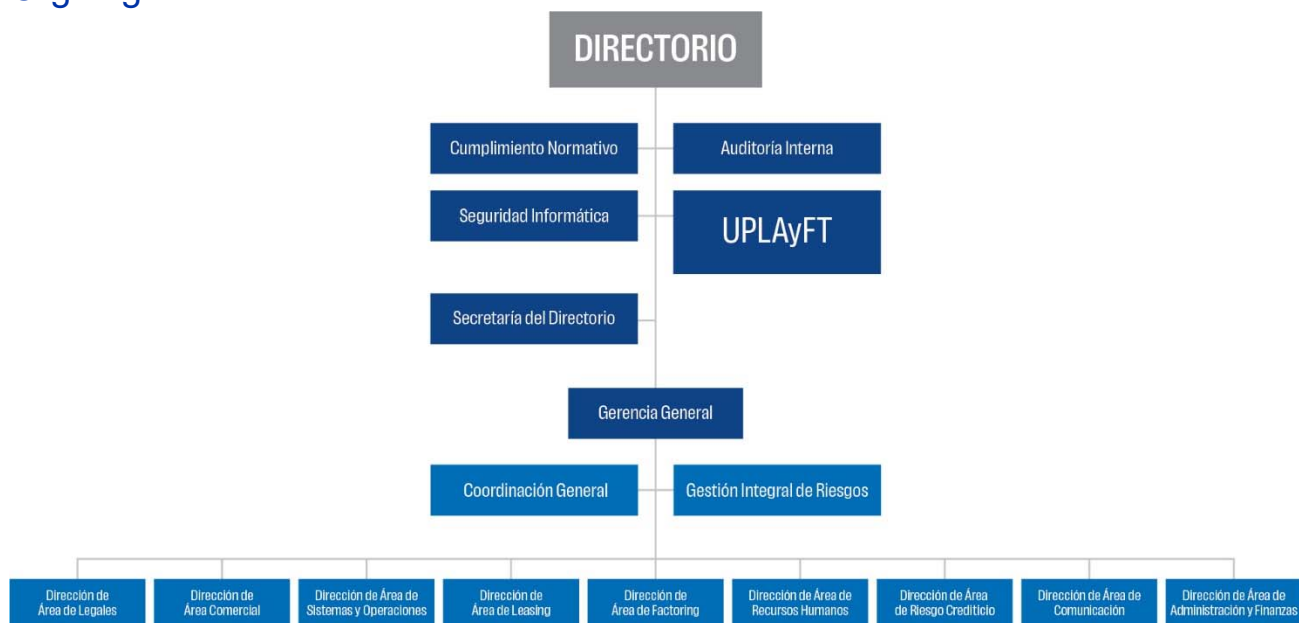 DIRECTORIO
Cumplimiento Normativo
Auditoría Interna
Seguridad Informática
UPLAyFT
Secretaría del Directorio
Gerencia General
Coordinación General
Gestión Integral de Riesgos
Dirección de
Área de Legales
Dirección de
Área Comercial
Dirección de Área de
Sistemas y Operaciones
Dirección de
Área de Leasing
Dirección de
Área de Factoring
Dirección de Área de
Recursos Humanos
Dirección de Área
de Riesgo Crediticio
Dirección de Área de
Comunicación
Dirección de Área de
Administración y Finanzas